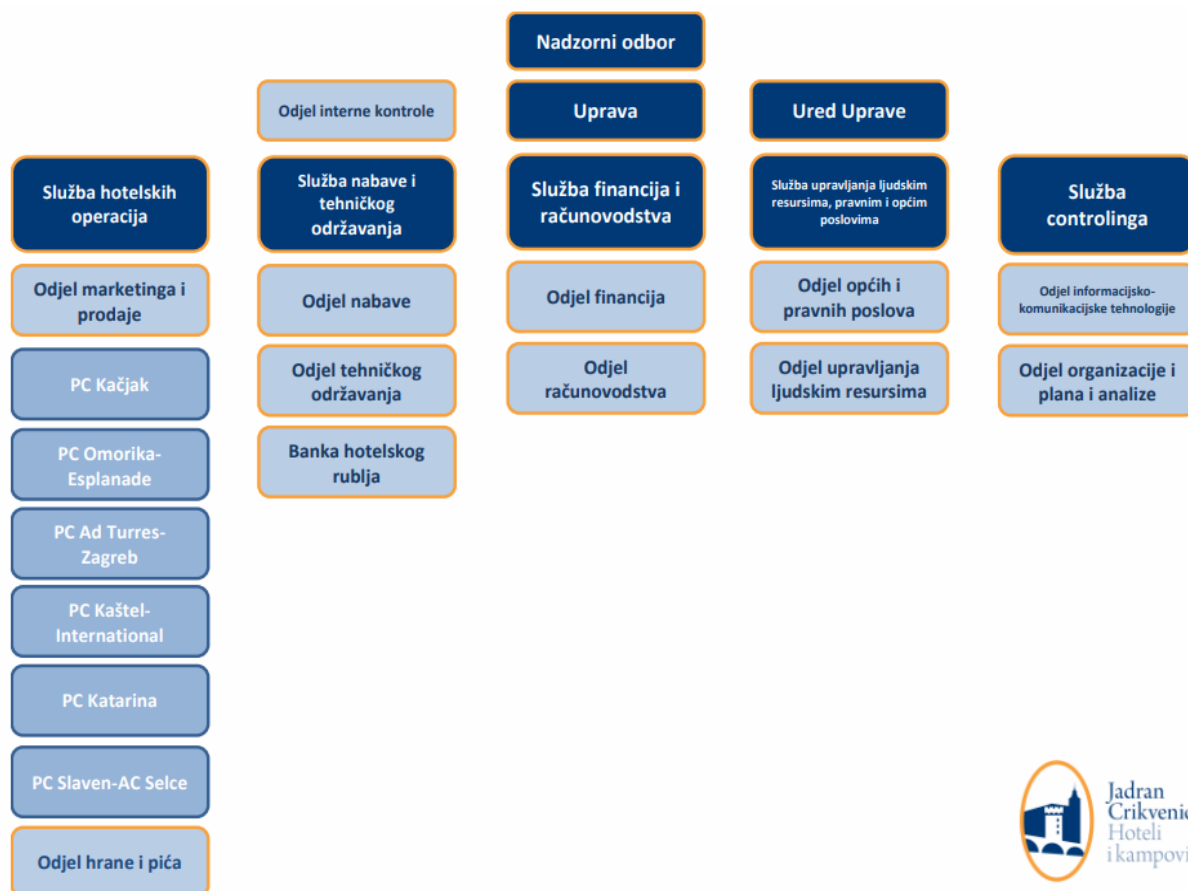 Nadzorni odbor
Odjel interne kontrole
Uprava
Ured Uprave
Služba hotelskih
operacija
Služba nabave i
tehničkog
održavanja
Služba financija i
računovodstva
Služba upravljanja ljudskim
resursima, pravnim i općim
poslovima
Služba
controlinga
Odjel marketinga i
prodaje
Odjel nabave
Odjel financija
Odjel općih i
pravnih poslova
Odjel informacijsko-
komunikacijske tehnologije
PC Kačjak
Odjel tehničkog
održavanja
Odjel
računovodstva
Odjel upravljanja
ljudskim resursima
Odjel organizacije i
plana i analize
PC Omorika-
Esplanade
Banka hotelskog
rublja
PC Ad Turres-
Zagreb
PC Kaštel-
International
PC Katarina
PC Slaven-AC Selce
Odjel hrane i pića
Jadran
Crikvenic
Hoteli
i kampovi